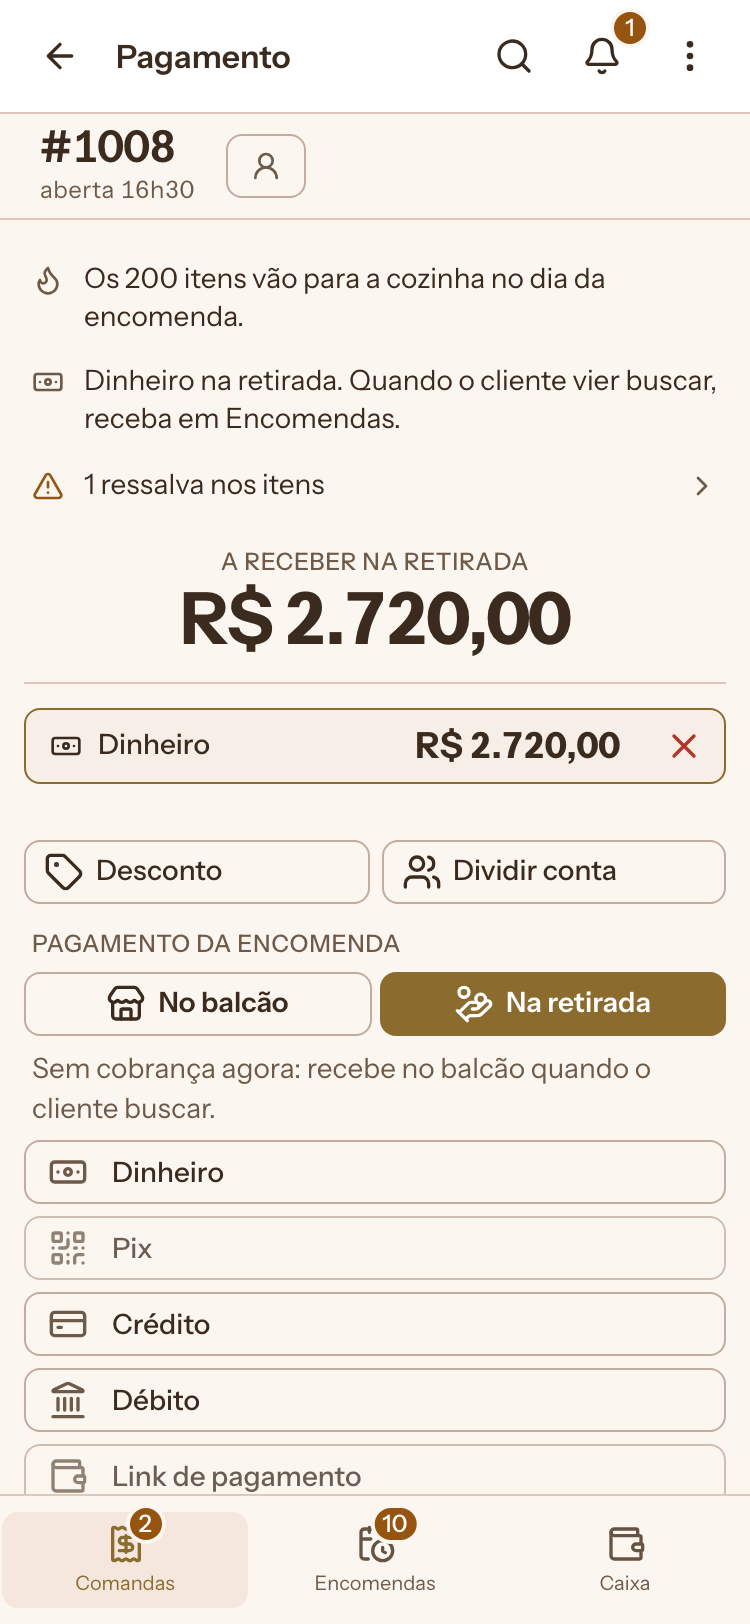 Pagamento
1
#1008
aberta 16h30
Os 200 itens vão para a cozinha no dia da
encomenda.
Dinheiro na retirada. Quando o cliente vier buscar,
receba em Encomendas.
1 ressalva nos itens
A RECEBER NA RETIRADA
R$ 2.720,00
Dinheiro R$ 2.720,00
Desconto
Dividir conta
PAGAMENTO DA ENCOMENDA
No balcão
Na retirada
Sem cobrança agora: recebe no balcão quando o
cliente buscar.
Dinheiro
Pix
Crédito
Débito
Link de pagamento
2
Comandas
10
Encomendas
Caixa